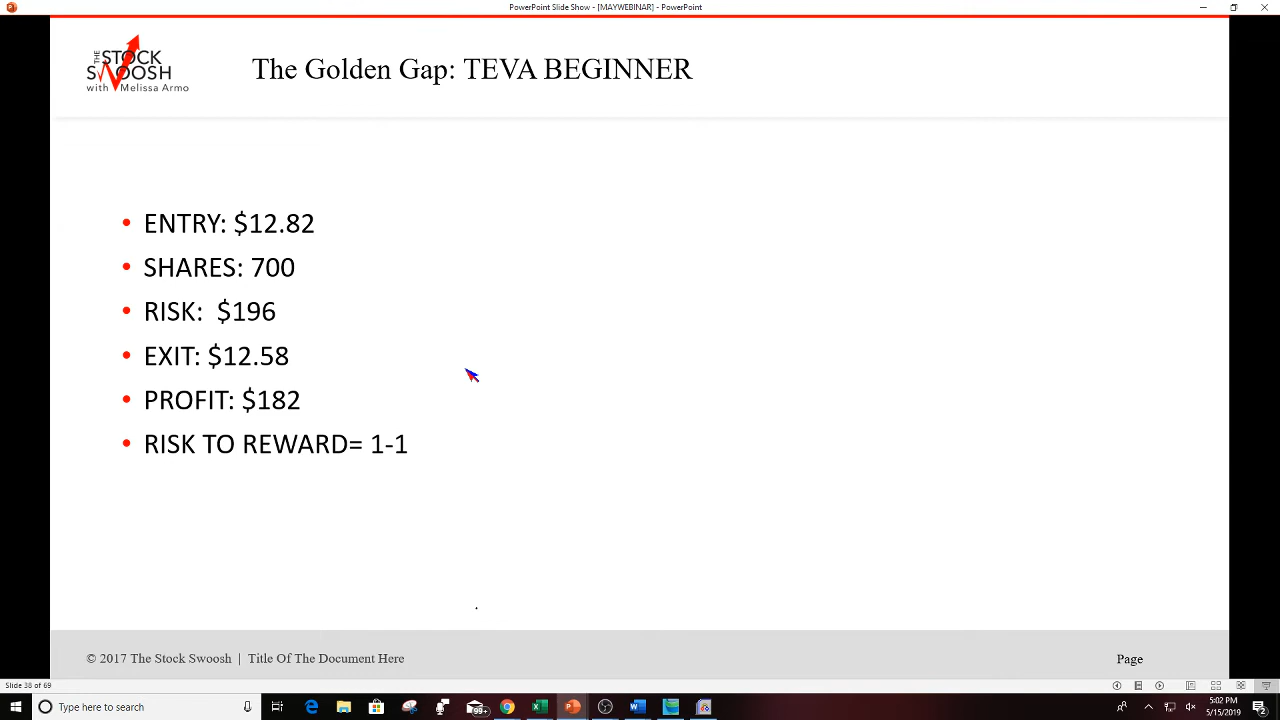 PowerPoint Slide Show - [MAYWEBINAR] - PowerPoint
THE STOCK
SWOOSH
with Melissa Armo
The Golden Gap: TEVA BEGINNER
• ENTRY: $12.82
• SHARES: 700
• RISK: $196
• EXIT: $12.58
• PROFIT: $182
• RISK TO REWARD= 1-1
© 2017 The Stock Swoosh | Title Of The Document Here
Page
Slide 38 of 69
Type here to search
99+
5:02 PM
5/15/2019
2